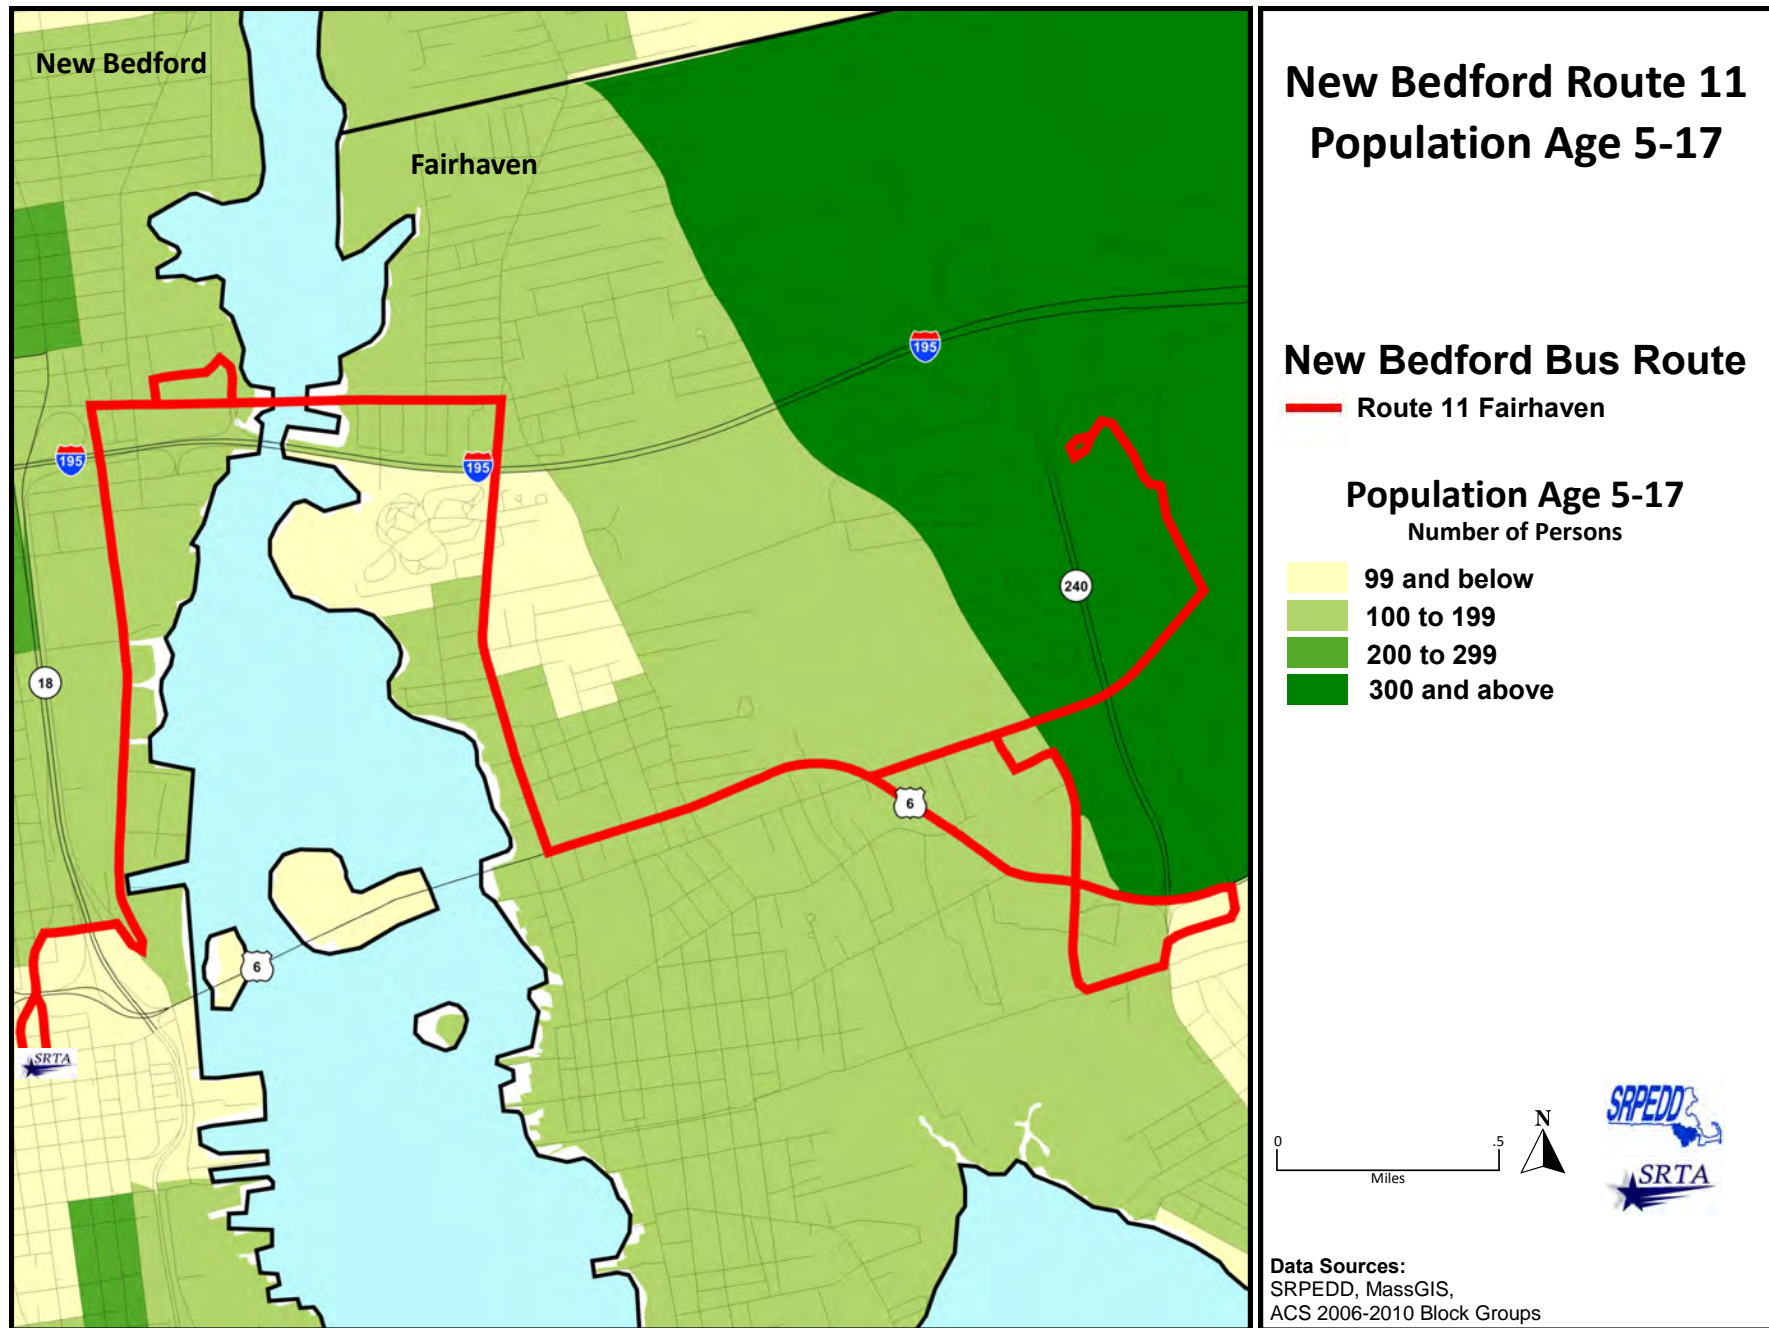 New Bedford
Fairhaven
195
195
195
240
18
6
6
SRTA
New Bedford Route 11
Population Age 5-17
New Bedford Bus Route
Route 11 Fairhaven
Population Age 5-17
Number of Persons
99 and below
100 to 199
200 to 299
300 and above
0 .5
Miles
N
SRPEDD
SRTA
Data Sources:
SRPEDD, MassGIS,
ACS 2006-2010 Block Groups